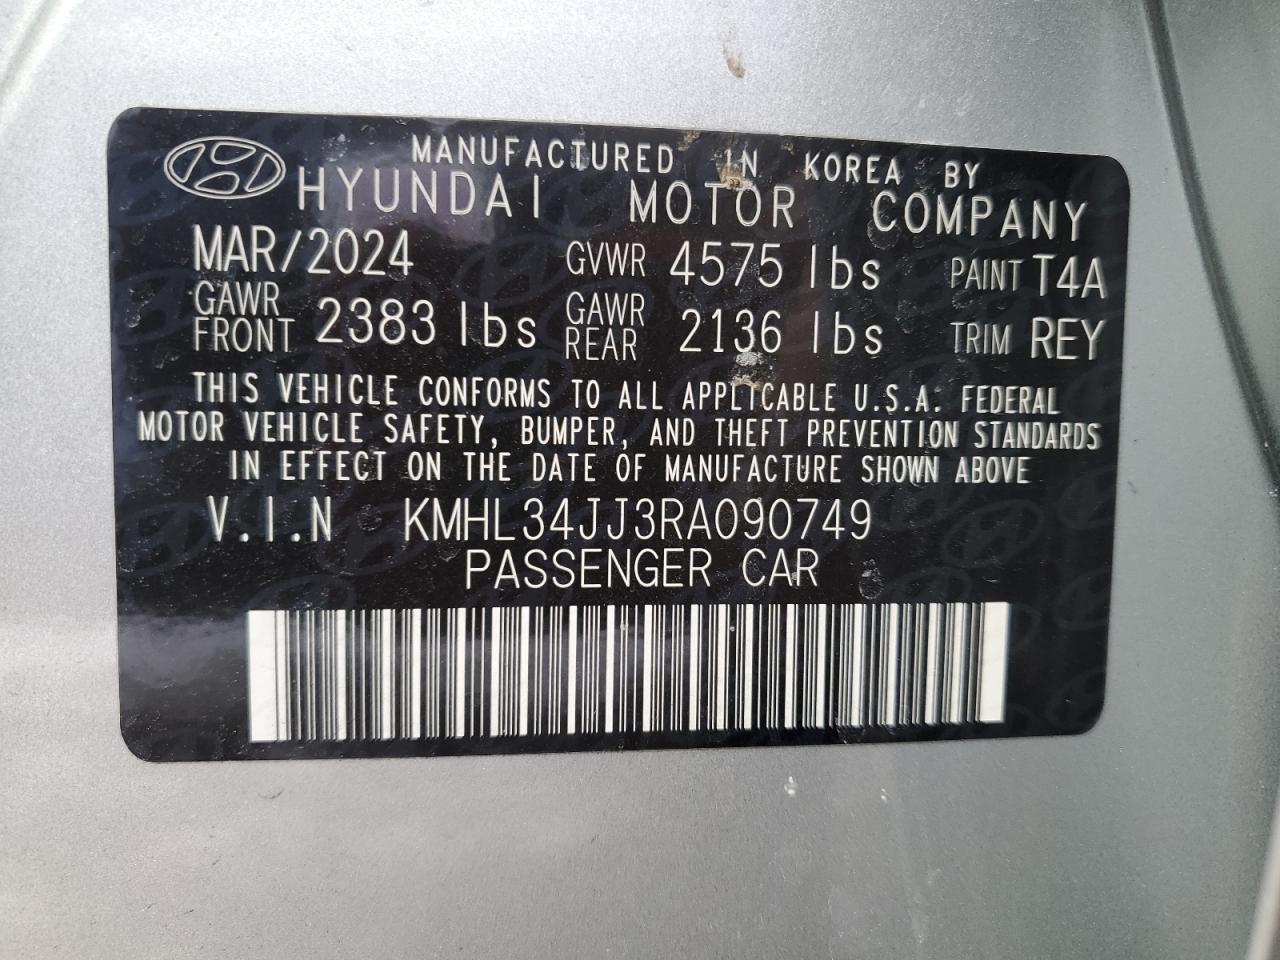 MANUFACTURED IN KOREA BY
HYUNDAI MOTOR COMPANY
MAR/2024 GVWR 4575 lbs PAINT T4A
GAWR FRONT 2383 lbs GAWR REAR 2136 lbs TRIM REY
THIS VEHICLE CONFORMS TO ALL APPLICABLE U.S.A. FEDERAL
MOTOR VEHICLE SAFETY, BUMPER, AND THEFT PREVENTION STANDARDS
IN EFFECT ON THE DATE OF MANUFACTURE SHOWN ABOVE
V.I.N KMHL34JJ3RA090749
PASSENGER CAR